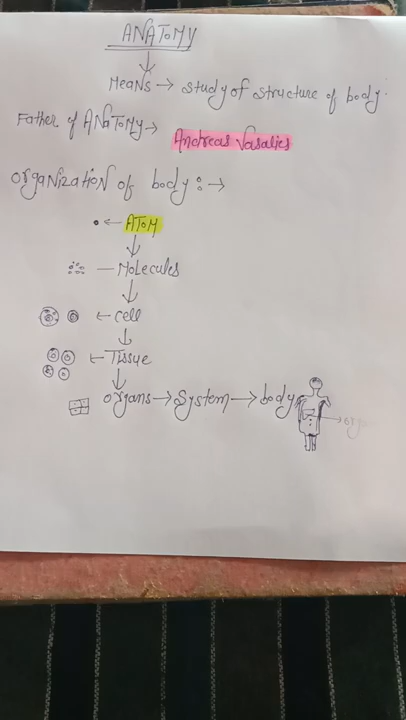 ANATOMY
↓
Means → study of structure of body.
Father of ANATOMY → Andreas Vasalies
Organization of body :→
← ATOM
↓
— Molecules
↓
← cell
↓
← Tissue
↓
organs → System → body